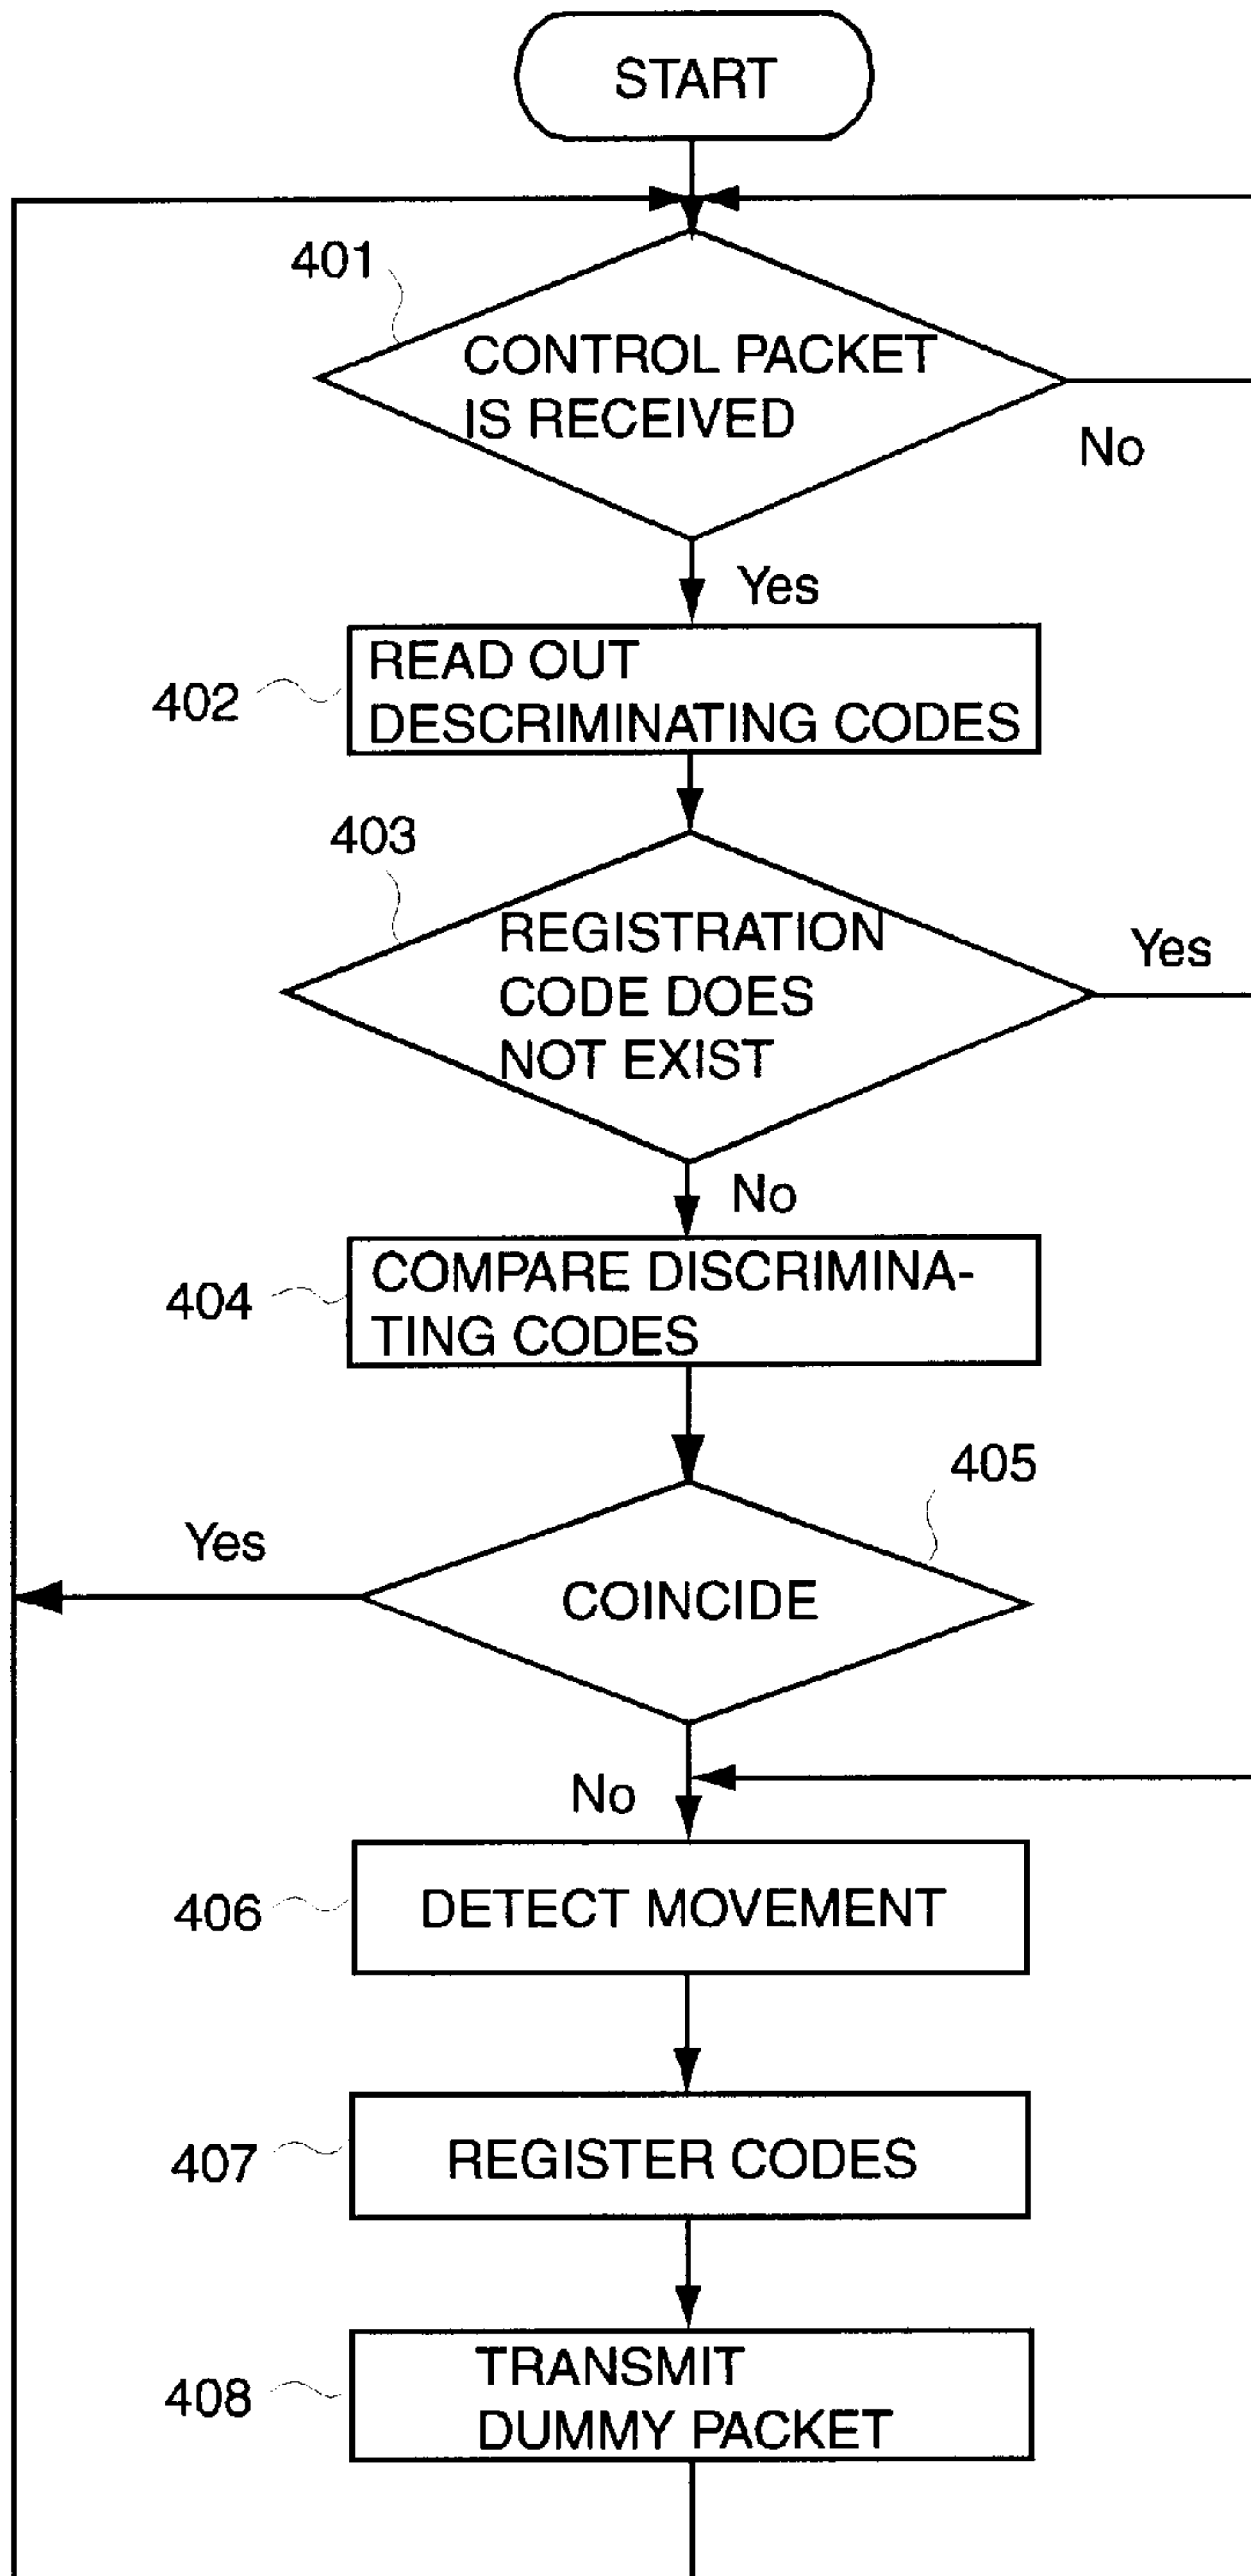 START
401
CONTROL PACKET
IS RECEIVED
No
Yes
402
READ OUT
DESCRIMINATING CODES
403
REGISTRATION
CODE DOES
NOT EXIST
Yes
No
404
COMPARE DISCRIMINA-
TING CODES
405
Yes
COINCIDE
No
406
DETECT MOVEMENT
407
REGISTER CODES
408
TRANSMIT
DUMMY PACKET